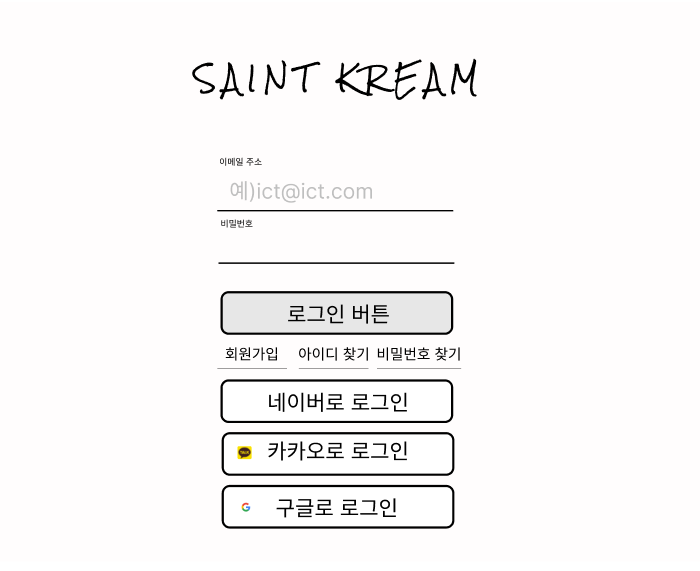 SAINT KREAM
이메일 주소
예)ict@ict.com
비밀번호
로그인 버튼
회원가입 아이디 찾기 비밀번호 찾기
네이버로 로그인
카카오로 로그인
구글로 로그인